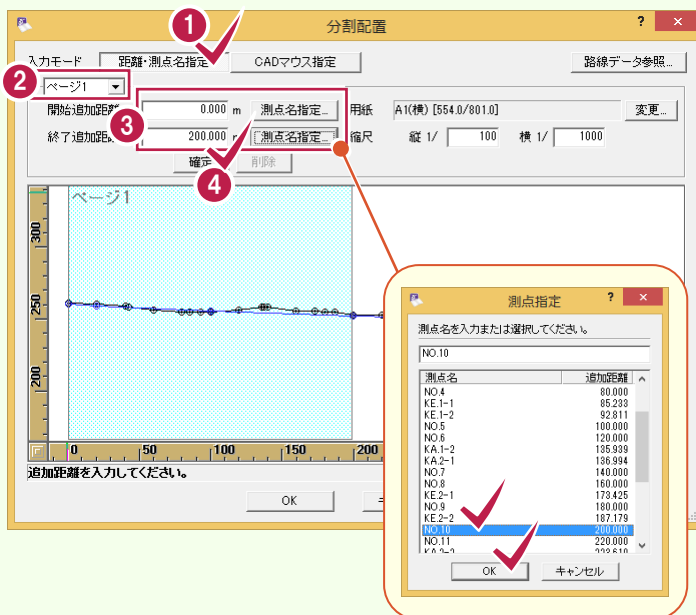 分割配置 ? ×
1
入力モード 距離・測点名指定 CADマウス指定 路線データ参照...
2 ページ1
開始追加距離 0.000 m 測点名指定... 用紙 A1(横) [554.0/801.0] 変更...
3
終了追加距離 200.000 測点名指定... 縮尺 縦 1/ 100 横 1/ 1000
確定 削除
4
ページ1
300
250
200
0 50 100 150 200
追加距離を入力してください。
OK
測点指定 ? ×
測点名を入力または選択してください。
NO.10
測点名 追加距離
NO.4 80.000
KE.1-1 85.233
KE.1-2 92.811
NO.5 100.000
NO.6 120.000
KA.1-2 135.939
KA.2-1 136.994
NO.7 140.000
NO.8 160.000
KE.2-1 173.425
NO.9 180.000
KE.2-2 187.179
NO.10 200.000
NO.11 220.000
KA.2-2 228.610
OK キャンセル